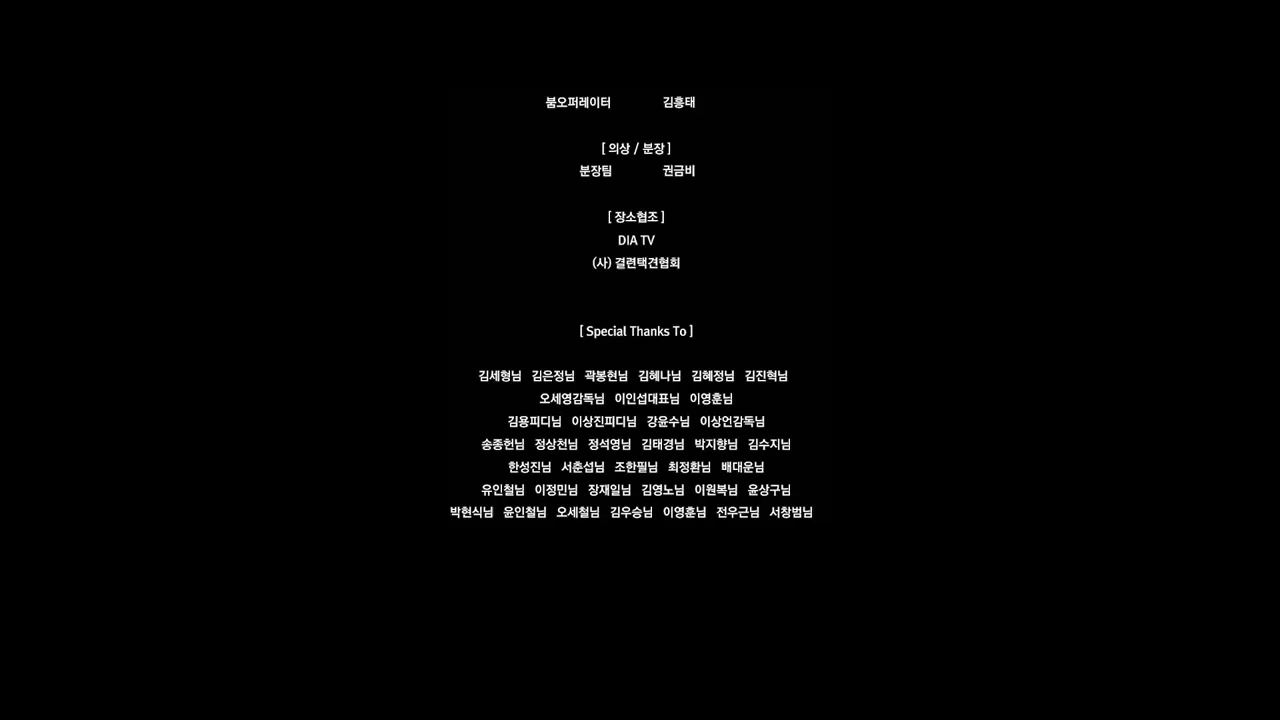 붐오퍼레이터 김흥태
[ 의상 / 분장 ]
분장팀 권금비
[ 장소협조 ]
DIA TV
(사) 결련택견협회
[ Special Thanks To ]
김세형님 김은정님 곽봉현님 김혜나님 김혜정님 김진혁님
오세영감독님 이인섭대표님 이영훈님
김용피디님 이상진피디님 강윤수님 이상언감독님
송종헌님 정상천님 정석영님 김태경님 박지향님 김수지님
한성진님 서춘섭님 조한필님 최정환님 배대운님
유인철님 이정민님 장재일님 김영노님 이원복님 윤상구님
박현식님 윤인철님 오세철님 김우승님 이영훈님 전우근님 서창범님